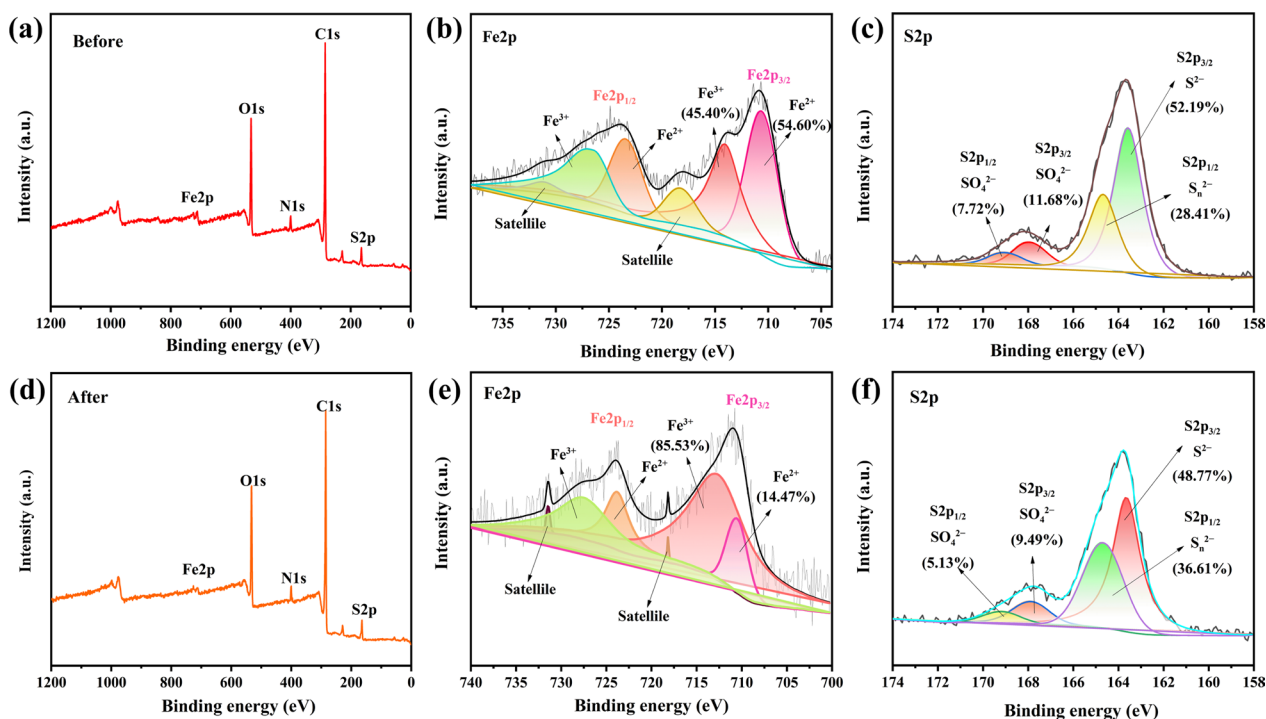 (a)
Before
C1s
O1s
Fe2p
N1s
S2p
Intensity (a.u.)
1200 1000 800 600 400 200 0
Binding energy (eV)
(b)
Fe2p
Fe2p3/2
Fe2p1/2
Fe³⁺
(45.40%)
Fe²⁺
(54.60%)
Fe³⁺
Fe²⁺
Satellile
Satellile
Intensity (a.u.)
735 730 725 720 715 710 705
Binding energy (eV)
(c)
S2p
S2p3/2
S²⁻
(52.19%)
S2p1/2
SO₄²⁻
(7.72%)
S2p3/2
SO₄²⁻
(11.68%)
S2p1/2
Sn²⁻
(28.41%)
Intensity (a.u.)
174 172 170 168 166 164 162 160 158
Binding energy (eV)
(d)
After
C1s
O1s
Fe2p
N1s
S2p
Intensity (a.u.)
1200 1000 800 600 400 200 0
Binding energy (eV)
(e)
Fe2p
Fe2p3/2
Fe2p1/2
Fe³⁺
(85.53%)
Fe³⁺
Fe²⁺
Fe²⁺
(14.47%)
Satellile
Satellile
Intensity (a.u.)
740 735 730 725 720 715 710 705 700
Binding energy (eV)
(f)
S2p
S2p3/2
S²⁻
(48.77%)
S2p3/2
SO₄²⁻
(9.49%)
S2p1/2
SO₄²⁻
(5.13%)
S2p1/2
Sn²⁻
(36.61%)
Intensity (a.u.)
174 172 170 168 166 164 162 160 158
Binding energy (eV)